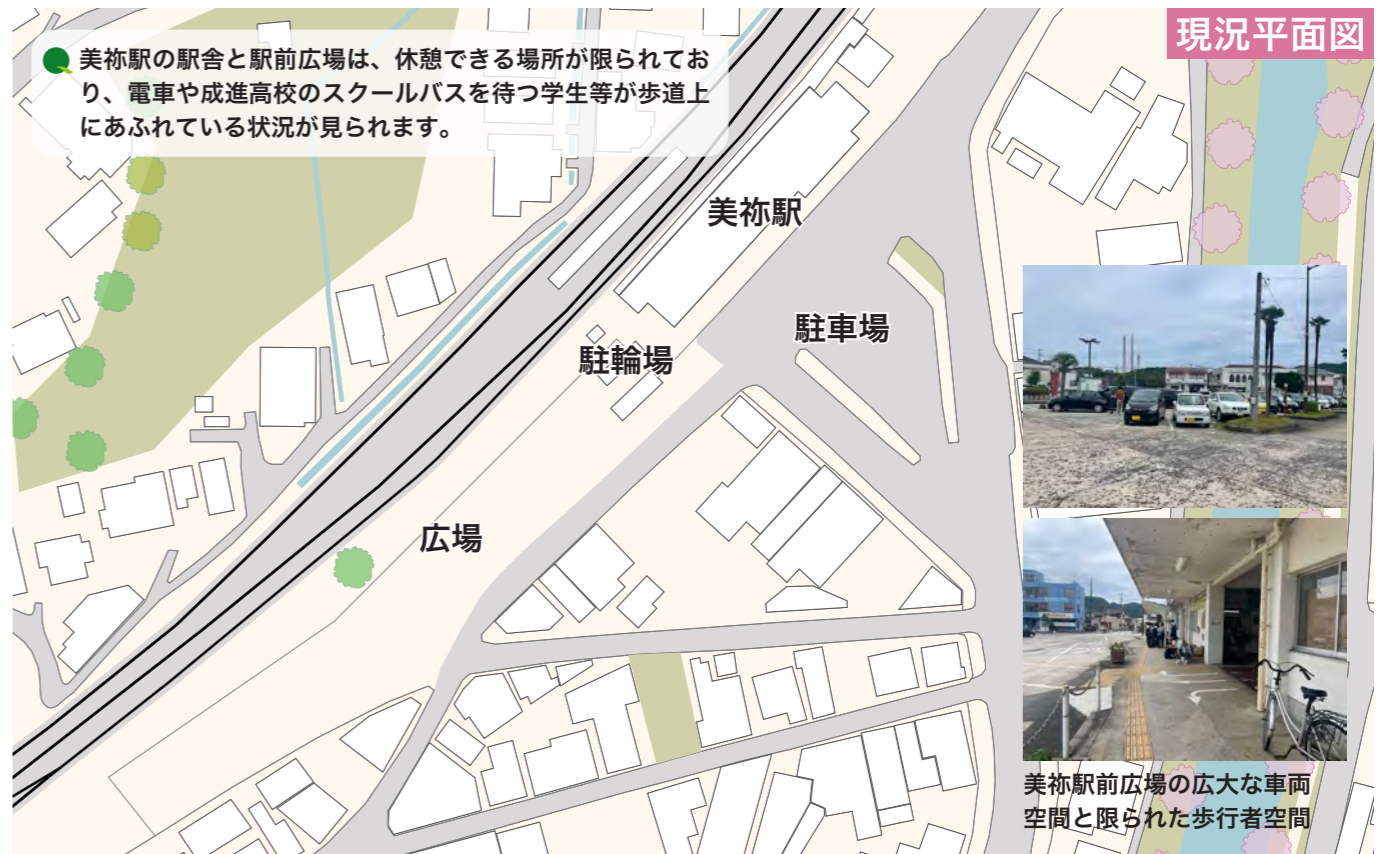 現況平面図
美祢駅の駅舎と駅前広場は、休憩できる場所が限られてお
り、電車や成進高校のスクールバスを待つ学生等が歩道上
にあふれている状況が見られます。
美祢駅
駐車場
駐輪場
広場
美祢駅前広場の広大な車両
空間と限られた歩行者空間